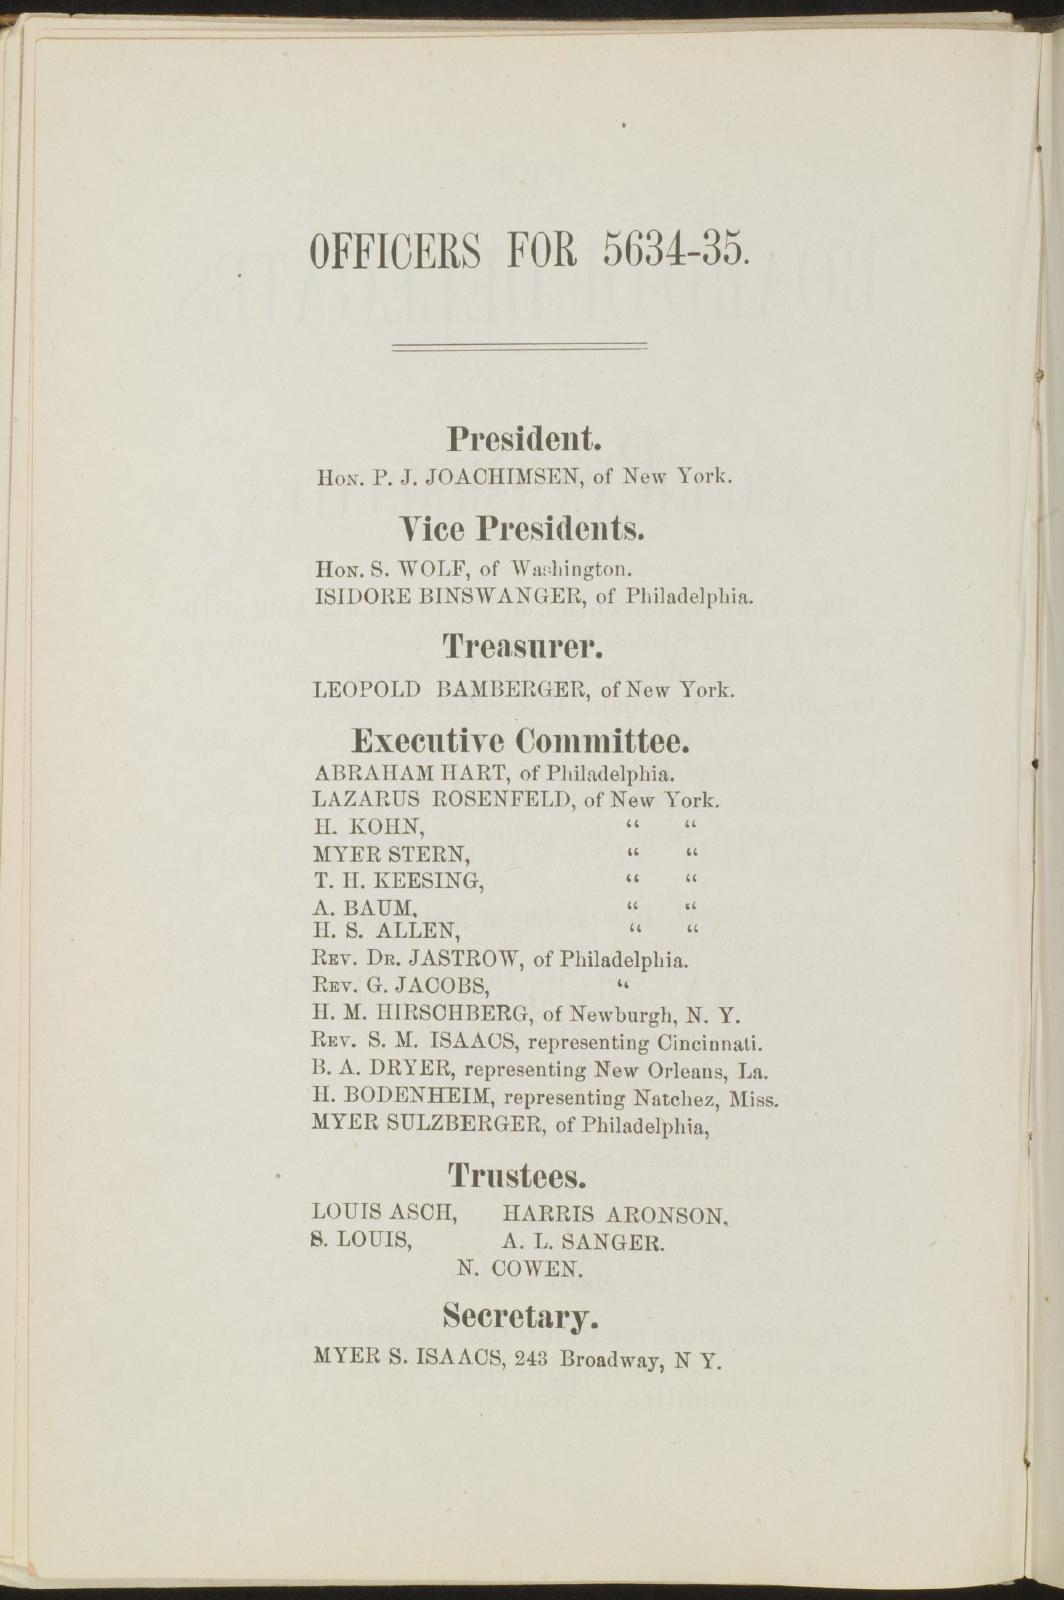 OFFICERS FOR 5634-35.
President.
HON. P. J. JOACHIMSEN, of New York.
Vice Presidents.
HON. S. WOLF, of Washington.
ISIDORE BINSWANGER, of Philadelphia.
Treasurer.
LEOPOLD BAMBERGER, of New York.
Executive Committee.
ABRAHAM HART, of Philadelphia.
LAZARUS ROSENFELD, of New York.
H. KOHN, “ “
MYER STERN, “ “
T. H. KEESING, “ “
A. BAUM, “ “
H. S. ALLEN, “ “
REV. DR. JASTROW, of Philadelphia.
REV. G. JACOBS, “
H. M. HIRSCHBERG, of Newburgh, N. Y.
REV. S. M. ISAACS, representing Cincinnati.
B. A. DRYER, representing New Orleans, La.
H. BODENHEIM, representing Natchez, Miss.
MYER SULZBERGER, of Philadelphia,
Trustees.
LOUIS ASCH, HARRIS ARONSON,
S. LOUIS, A. L. SANGER.
N. COWEN.
Secretary.
MYER S. ISAACS, 243 Broadway, N Y.